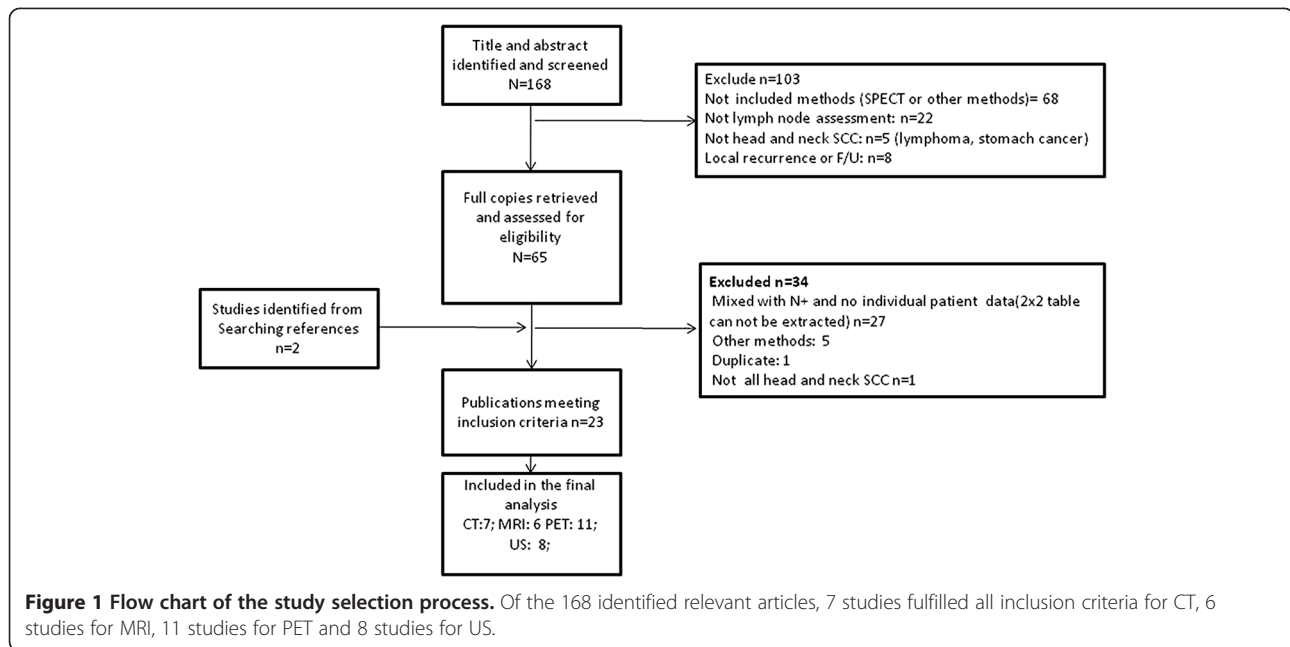 Title and abstract
identified and screened
N=168
Exclude n=103
Not included methods (SPECT or other methods)= 68
Not lymph node assessment: n=22
Not head and neck SCC: n=5 (lymphoma, stomach cancer)
Local recurrence or F/U: n=8
Full copies retrieved
and assessed for
eligibility
N=65
Studies identified from
Searching references
n=2
Excluded n=34
Mixed with N+ and no individual patient data(2x2 table
can not be extracted) n=27
Other methods: 5
Duplicate: 1
Not all head and neck SCC n=1
Publications meeting
inclusion criteria n=23
Included in the final
analysis
CT:7; MRI: 6 PET: 11;
US: 8;
Figure 1 Flow chart of the study selection process. Of the 168 identified relevant articles, 7 studies fulfilled all inclusion criteria for CT, 6
studies for MRI, 11 studies for PET and 8 studies for US.